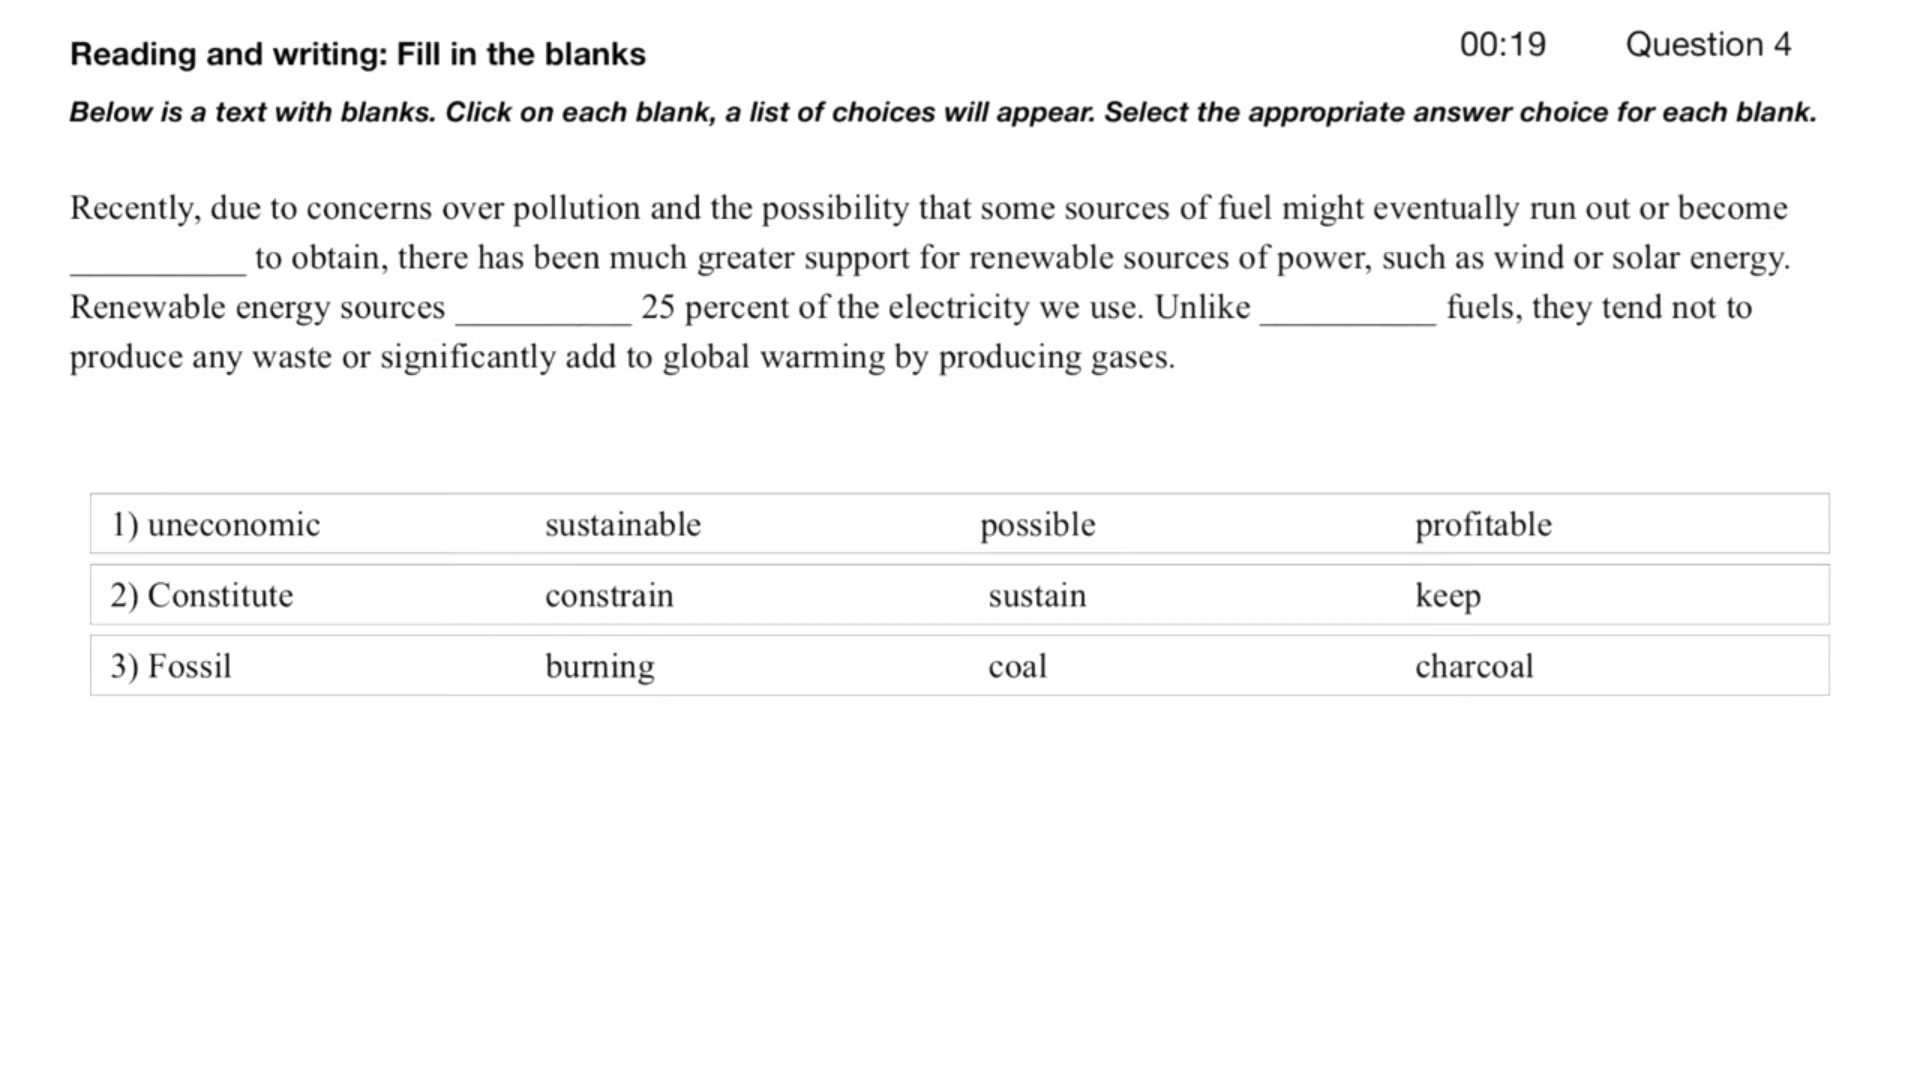 Reading and writing: Fill in the blanks
00:19 Question 4
Below is a text with blanks. Click on each blank, a list of choices will appear. Select the appropriate answer choice for each blank.
Recently, due to concerns over pollution and the possibility that some sources of fuel might eventually run out or become
__________ to obtain, there has been much greater support for renewable sources of power, such as wind or solar energy.
Renewable energy sources __________ 25 percent of the electricity we use. Unlike __________ fuels, they tend not to
produce any waste or significantly add to global warming by producing gases.
1) uneconomic sustainable possible profitable
2) Constitute constrain sustain keep
3) Fossil burning coal charcoal